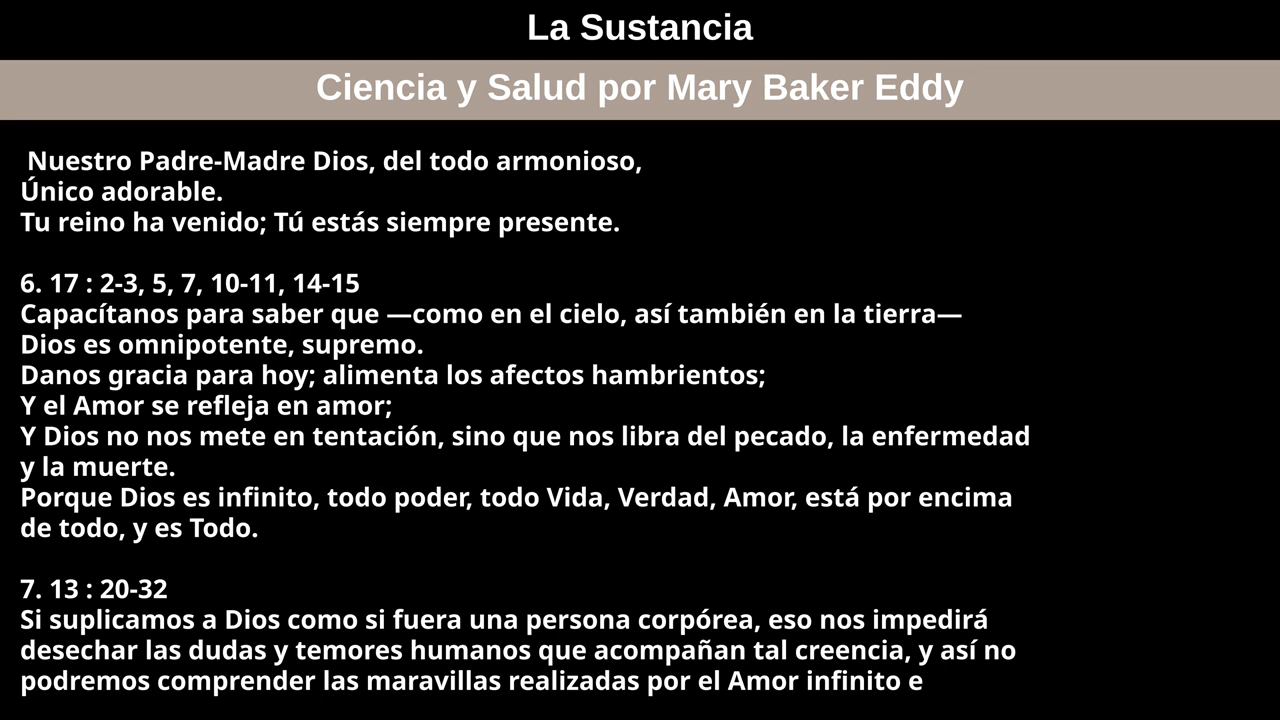 La Sustancia
Ciencia y Salud por Mary Baker Eddy
Nuestro Padre-Madre Dios, del todo armonioso,
Único adorable.
Tu reino ha venido; Tú estás siempre presente.
6. 17 : 2-3, 5, 7, 10-11, 14-15
Capacítanos para saber que —como en el cielo, así también en la tierra—
Dios es omnipotente, supremo.
Danos gracia para hoy; alimenta los afectos hambrientos;
Y el Amor se refleja en amor;
Y Dios no nos mete en tentación, sino que nos libra del pecado, la enfermedad
y la muerte.
Porque Dios es infinito, todo poder, todo Vida, Verdad, Amor, está por encima
de todo, y es Todo.
7. 13 : 20-32
Si suplicamos a Dios como si fuera una persona corpórea, eso nos impedirá
desechar las dudas y temores humanos que acompañan tal creencia, y así no
podremos comprender las maravillas realizadas por el Amor infinito e